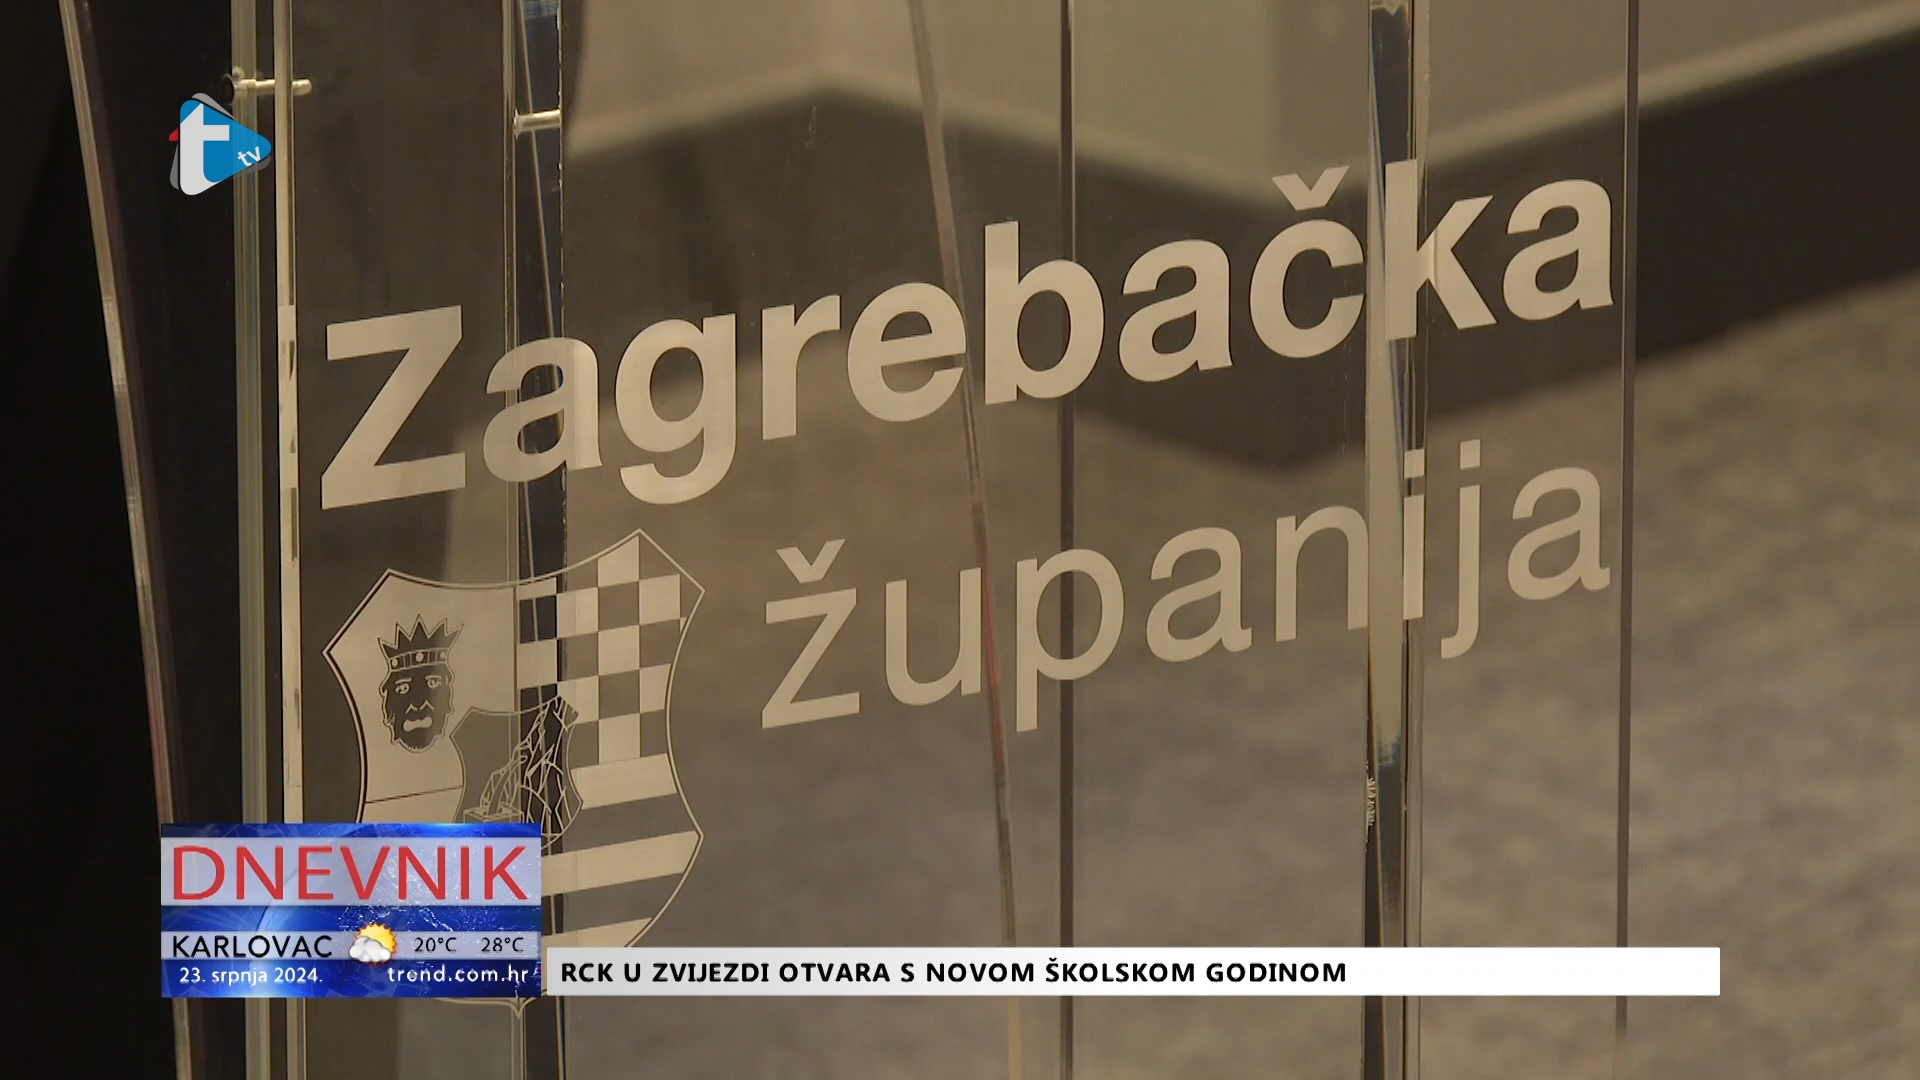 t tv
Zagrebačka
županija
DNEVNIK
KARLOVAC 20°C 28°C
23. srpnja 2024. trend.com.hr
RCK U ZVIJEZDI OTVARA S NOVOM ŠKOLSKOM GODINOM